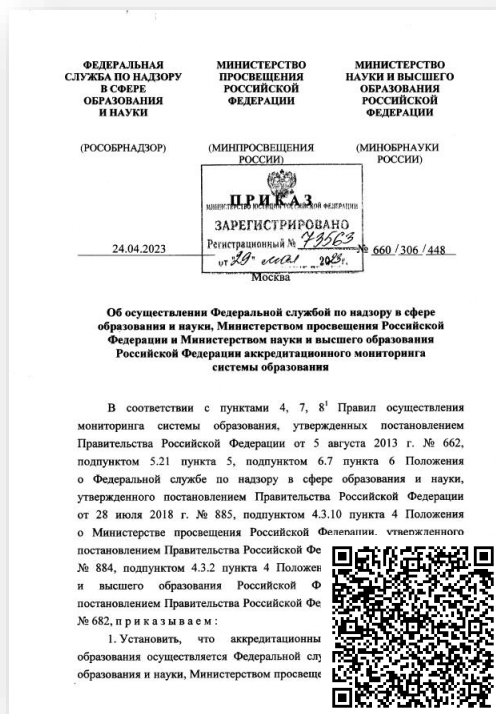 ФЕДЕРАЛЬНАЯ
СЛУЖБА ПО НАДЗОРУ
В СФЕРЕ
ОБРАЗОВАНИЯ
И НАУКИ
(РОСОБРНАДЗОР)
МИНИСТЕРСТВО
ПРОСВЕЩЕНИЯ
РОССИЙСКОЙ
ФЕДЕРАЦИИ
(МИНПРОСВЕЩЕНИЯ
РОССИИ)
МИНИСТЕРСТВО
НАУКИ И ВЫСШЕГО
ОБРАЗОВАНИЯ
РОССИЙСКОЙ
ФЕДЕРАЦИИ
(МИНОБРНАУКИ
РОССИИ)
ПРИКАЗ
МИНИСТЕРСТВО ЮСТИЦИИ РОССИЙСКОЙ ФЕДЕРАЦИИ
ЗАРЕГИСТРИРОВАНО
Регистрационный № 73563
от "29" мая 2023г.
24.04.2023
№ 660/306/448
Москва
Об осуществлении Федеральной службой по надзору в сфере
образования и науки, Министерством просвещения Российской
Федерации и Министерством науки и высшего образования
Российской Федерации аккредитационного мониторинга
системы образования
В соответствии с пунктами 4, 7, 8¹ Правил осуществления
мониторинга системы образования, утвержденных постановлением
Правительства Российской Федерации от 5 августа 2013 г. № 662,
подпунктом 5.21 пункта 5, подпунктом 6.7 пункта 6 Положения
о Федеральной службе по надзору в сфере образования и науки,
утвержденного постановлением Правительства Российской Федерации
от 28 июля 2018 г. № 885, подпунктом 4.3.10 пункта 4 Положения
о Министерстве просвещения Российской Федерации, утвержденного
постановлением Правительства Российской Фе
№ 884, подпунктом 4.3.2 пункта 4 Положен
и высшего образования Российской Ф
постановлением Правительства Российской Фе
№ 682, п р и к а з ы в а е м :
1. Установить, что аккредитационны
образования осуществляется Федеральной слу
образования и науки, Министерством просвеще